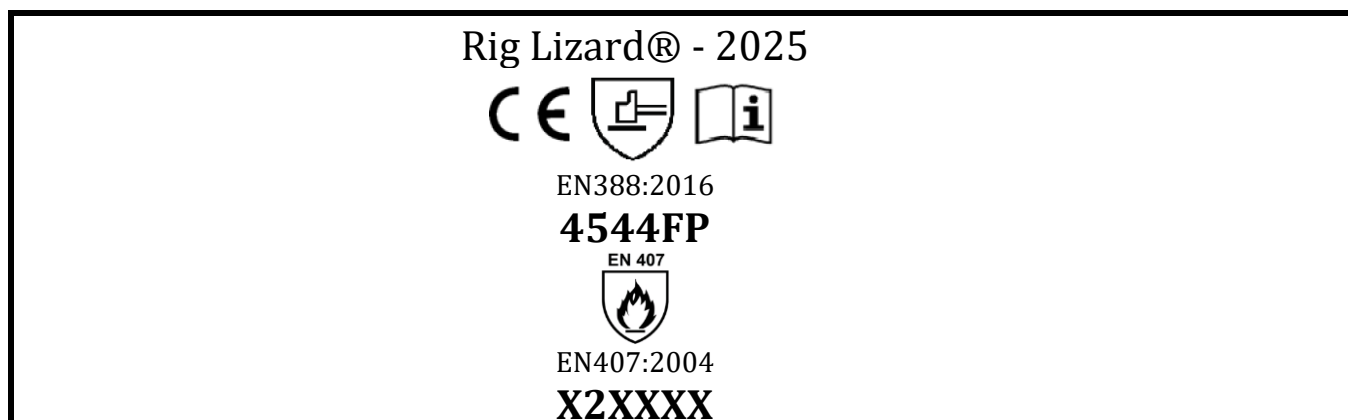 Rig Lizard® - 2025
CE i
EN388:2016
4544FP
EN 407
EN407:2004
X2XXXX